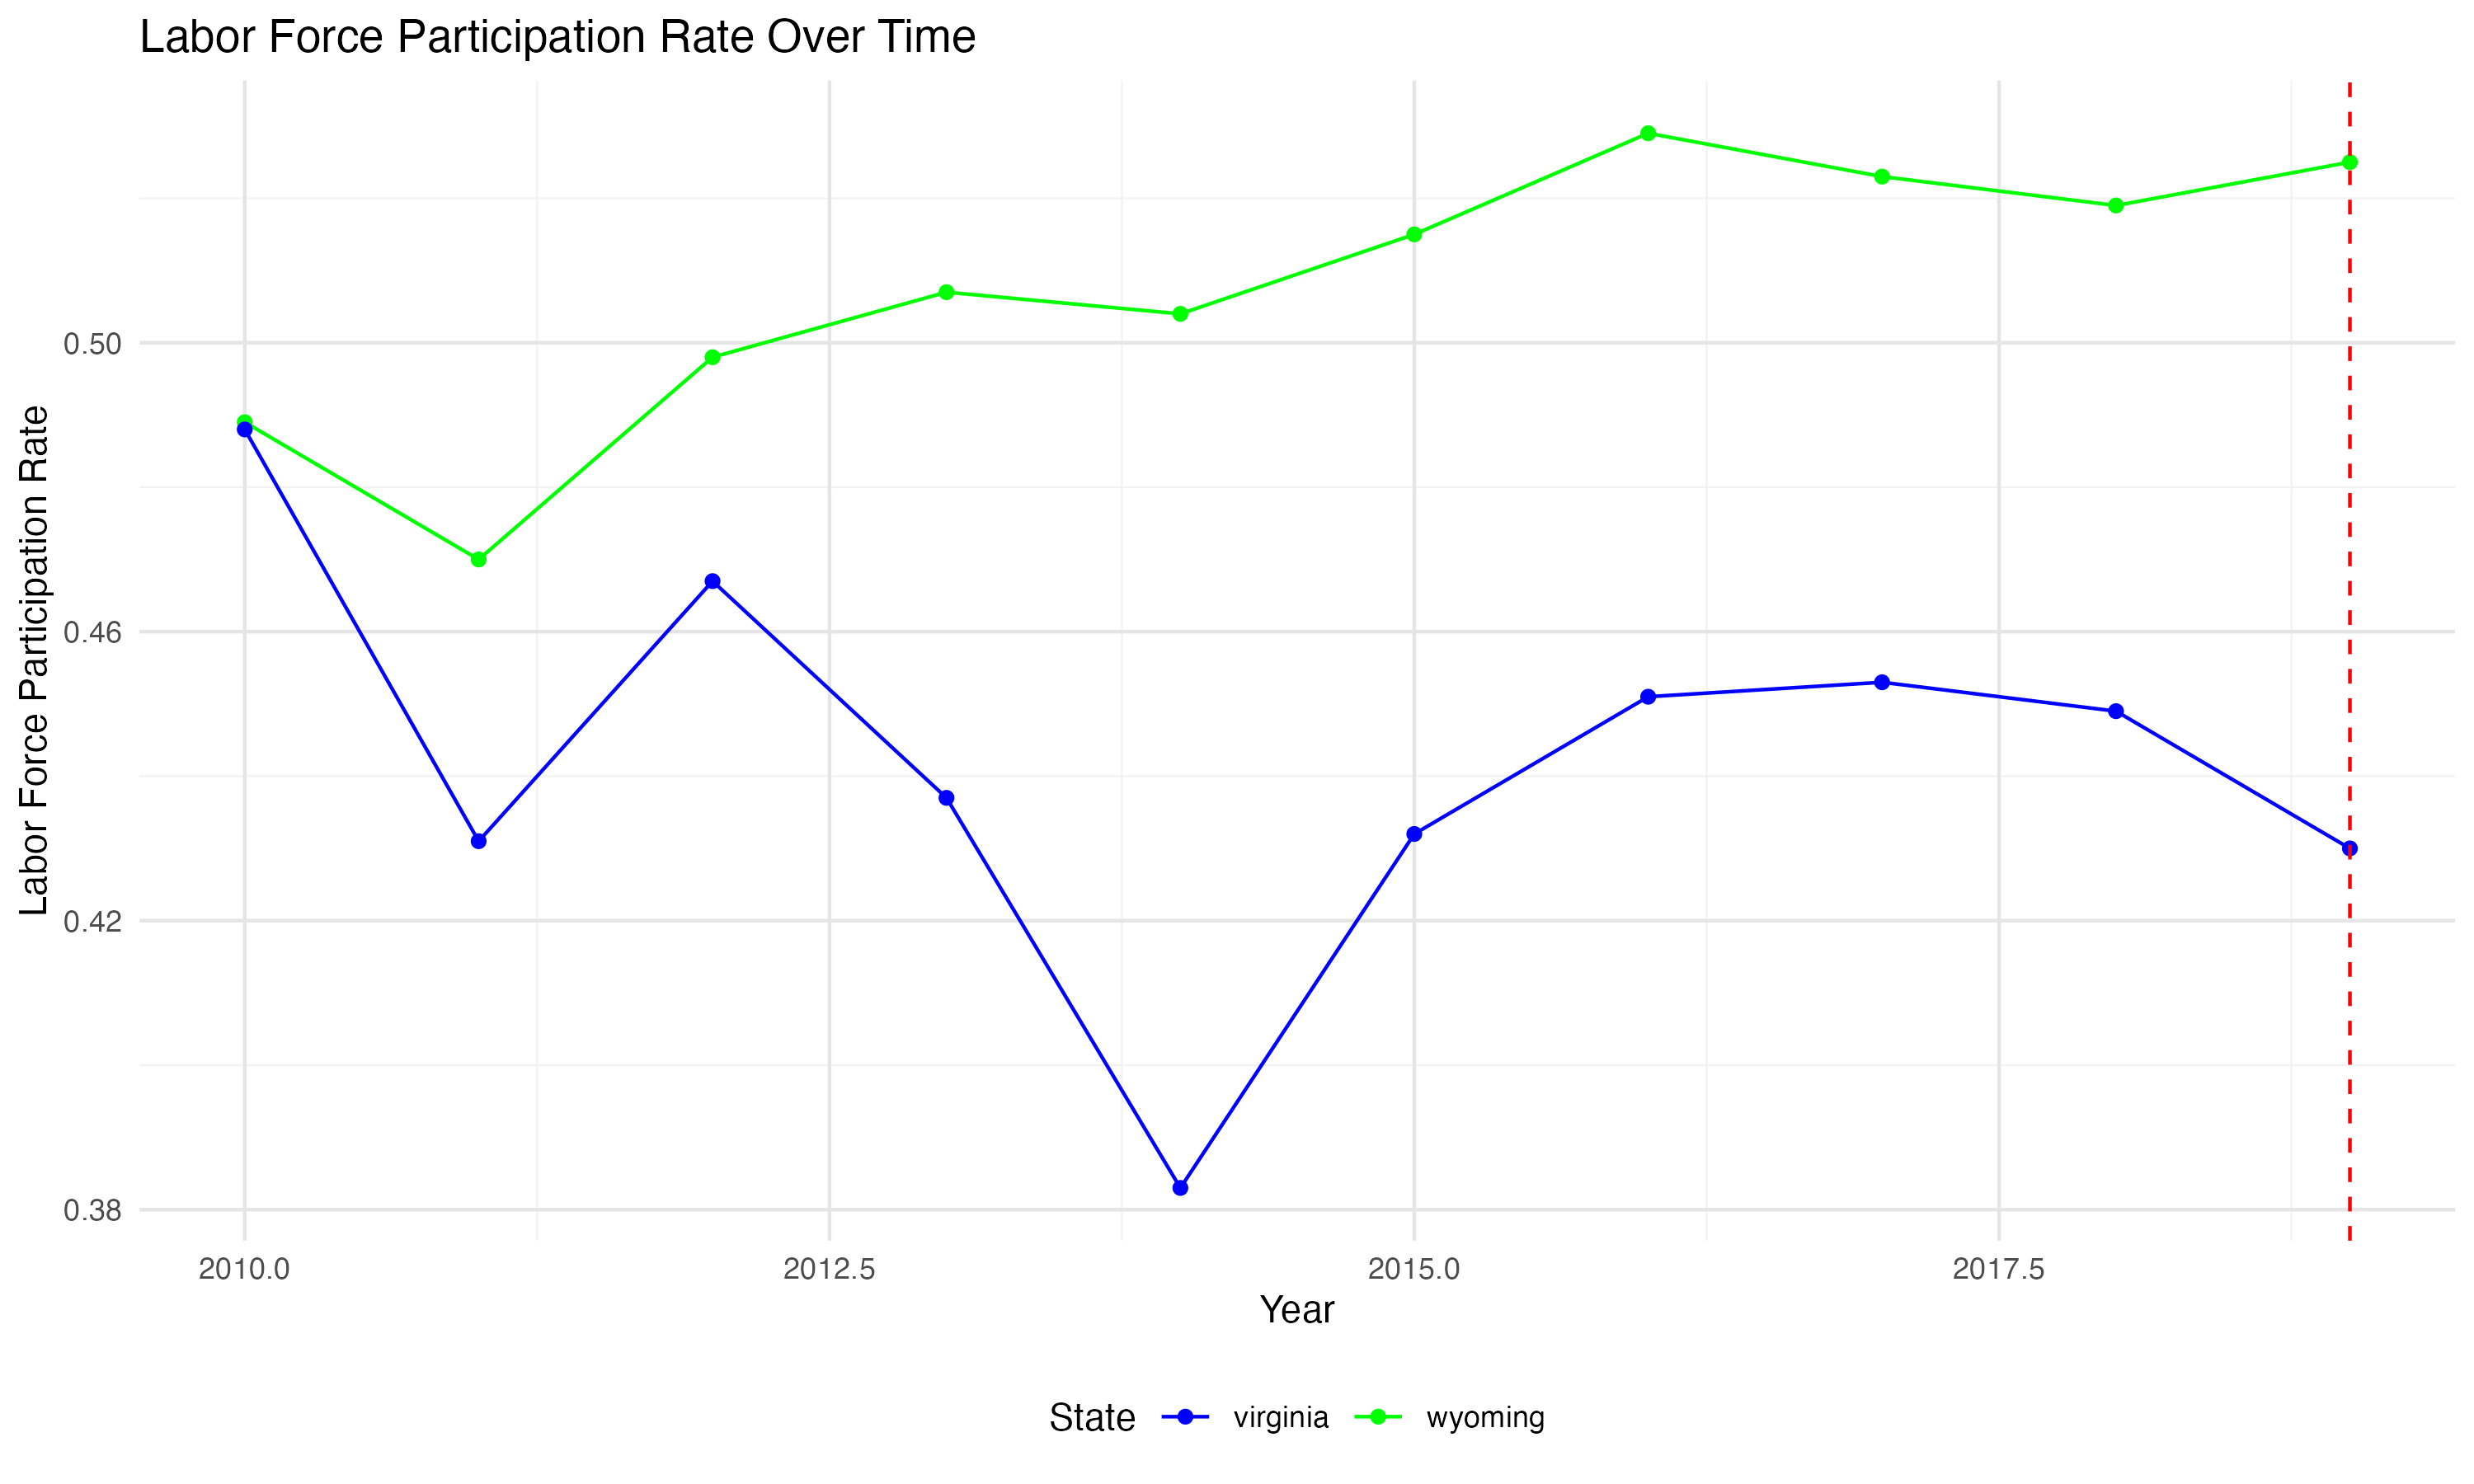 Labor Force Participation Rate Over Time
Labor Force Participation Rate
0.50
0.46
0.42
0.38
2010.0 2012.5 2015.0 2017.5
Year
State virginia wyoming